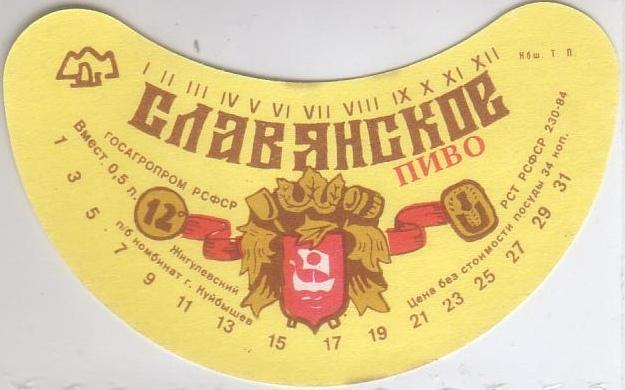 I II III IV V VI VII VIII IX X XI XII
Нбш. Т. П.
СЛАВЯНСКОЕ
ПИВО
ГОСАГРОПРОМ РСФСР
Вмест. 0,5 л.
12°
РСТ РСФСР 230-84
Цена без стоимости посуды 34 коп.
Жигулевский
п/б комбинат г. Куйбышев
1 3 5 7 9 11 13 15 17 19 21 23 25 27 29 31